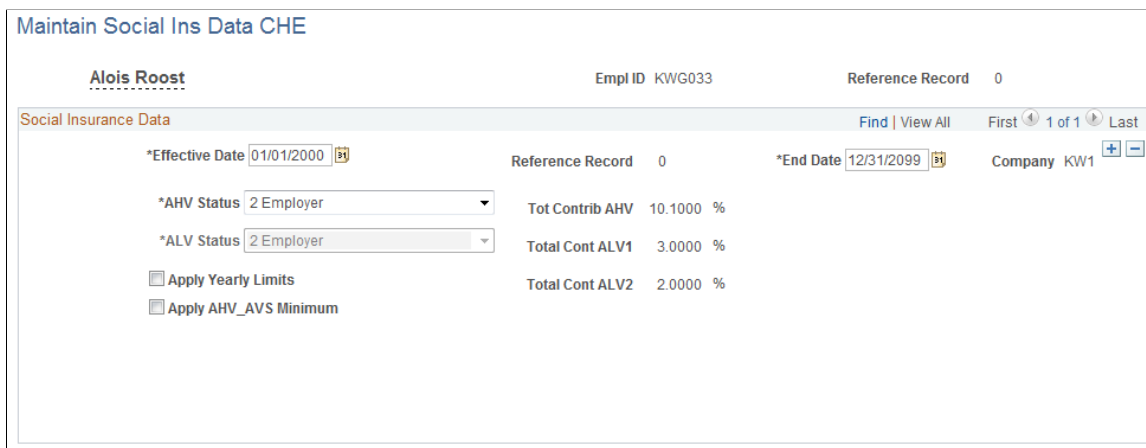 Maintain Social Ins Data CHE
Alois Roost Empl ID KWG033 Reference Record 0
Social Insurance Data Find | View All First 1 of 1 Last
*Effective Date 01/01/2000 31 Reference Record 0 *End Date 12/31/2099 31 Company KW1 + -
*AHV Status 2 Employer Tot Contrib AHV 10.1000 %
*ALV Status 2 Employer Total Cont ALV1 3.0000 %
Apply Yearly Limits Total Cont ALV2 2.0000 %
Apply AHV_AVS Minimum